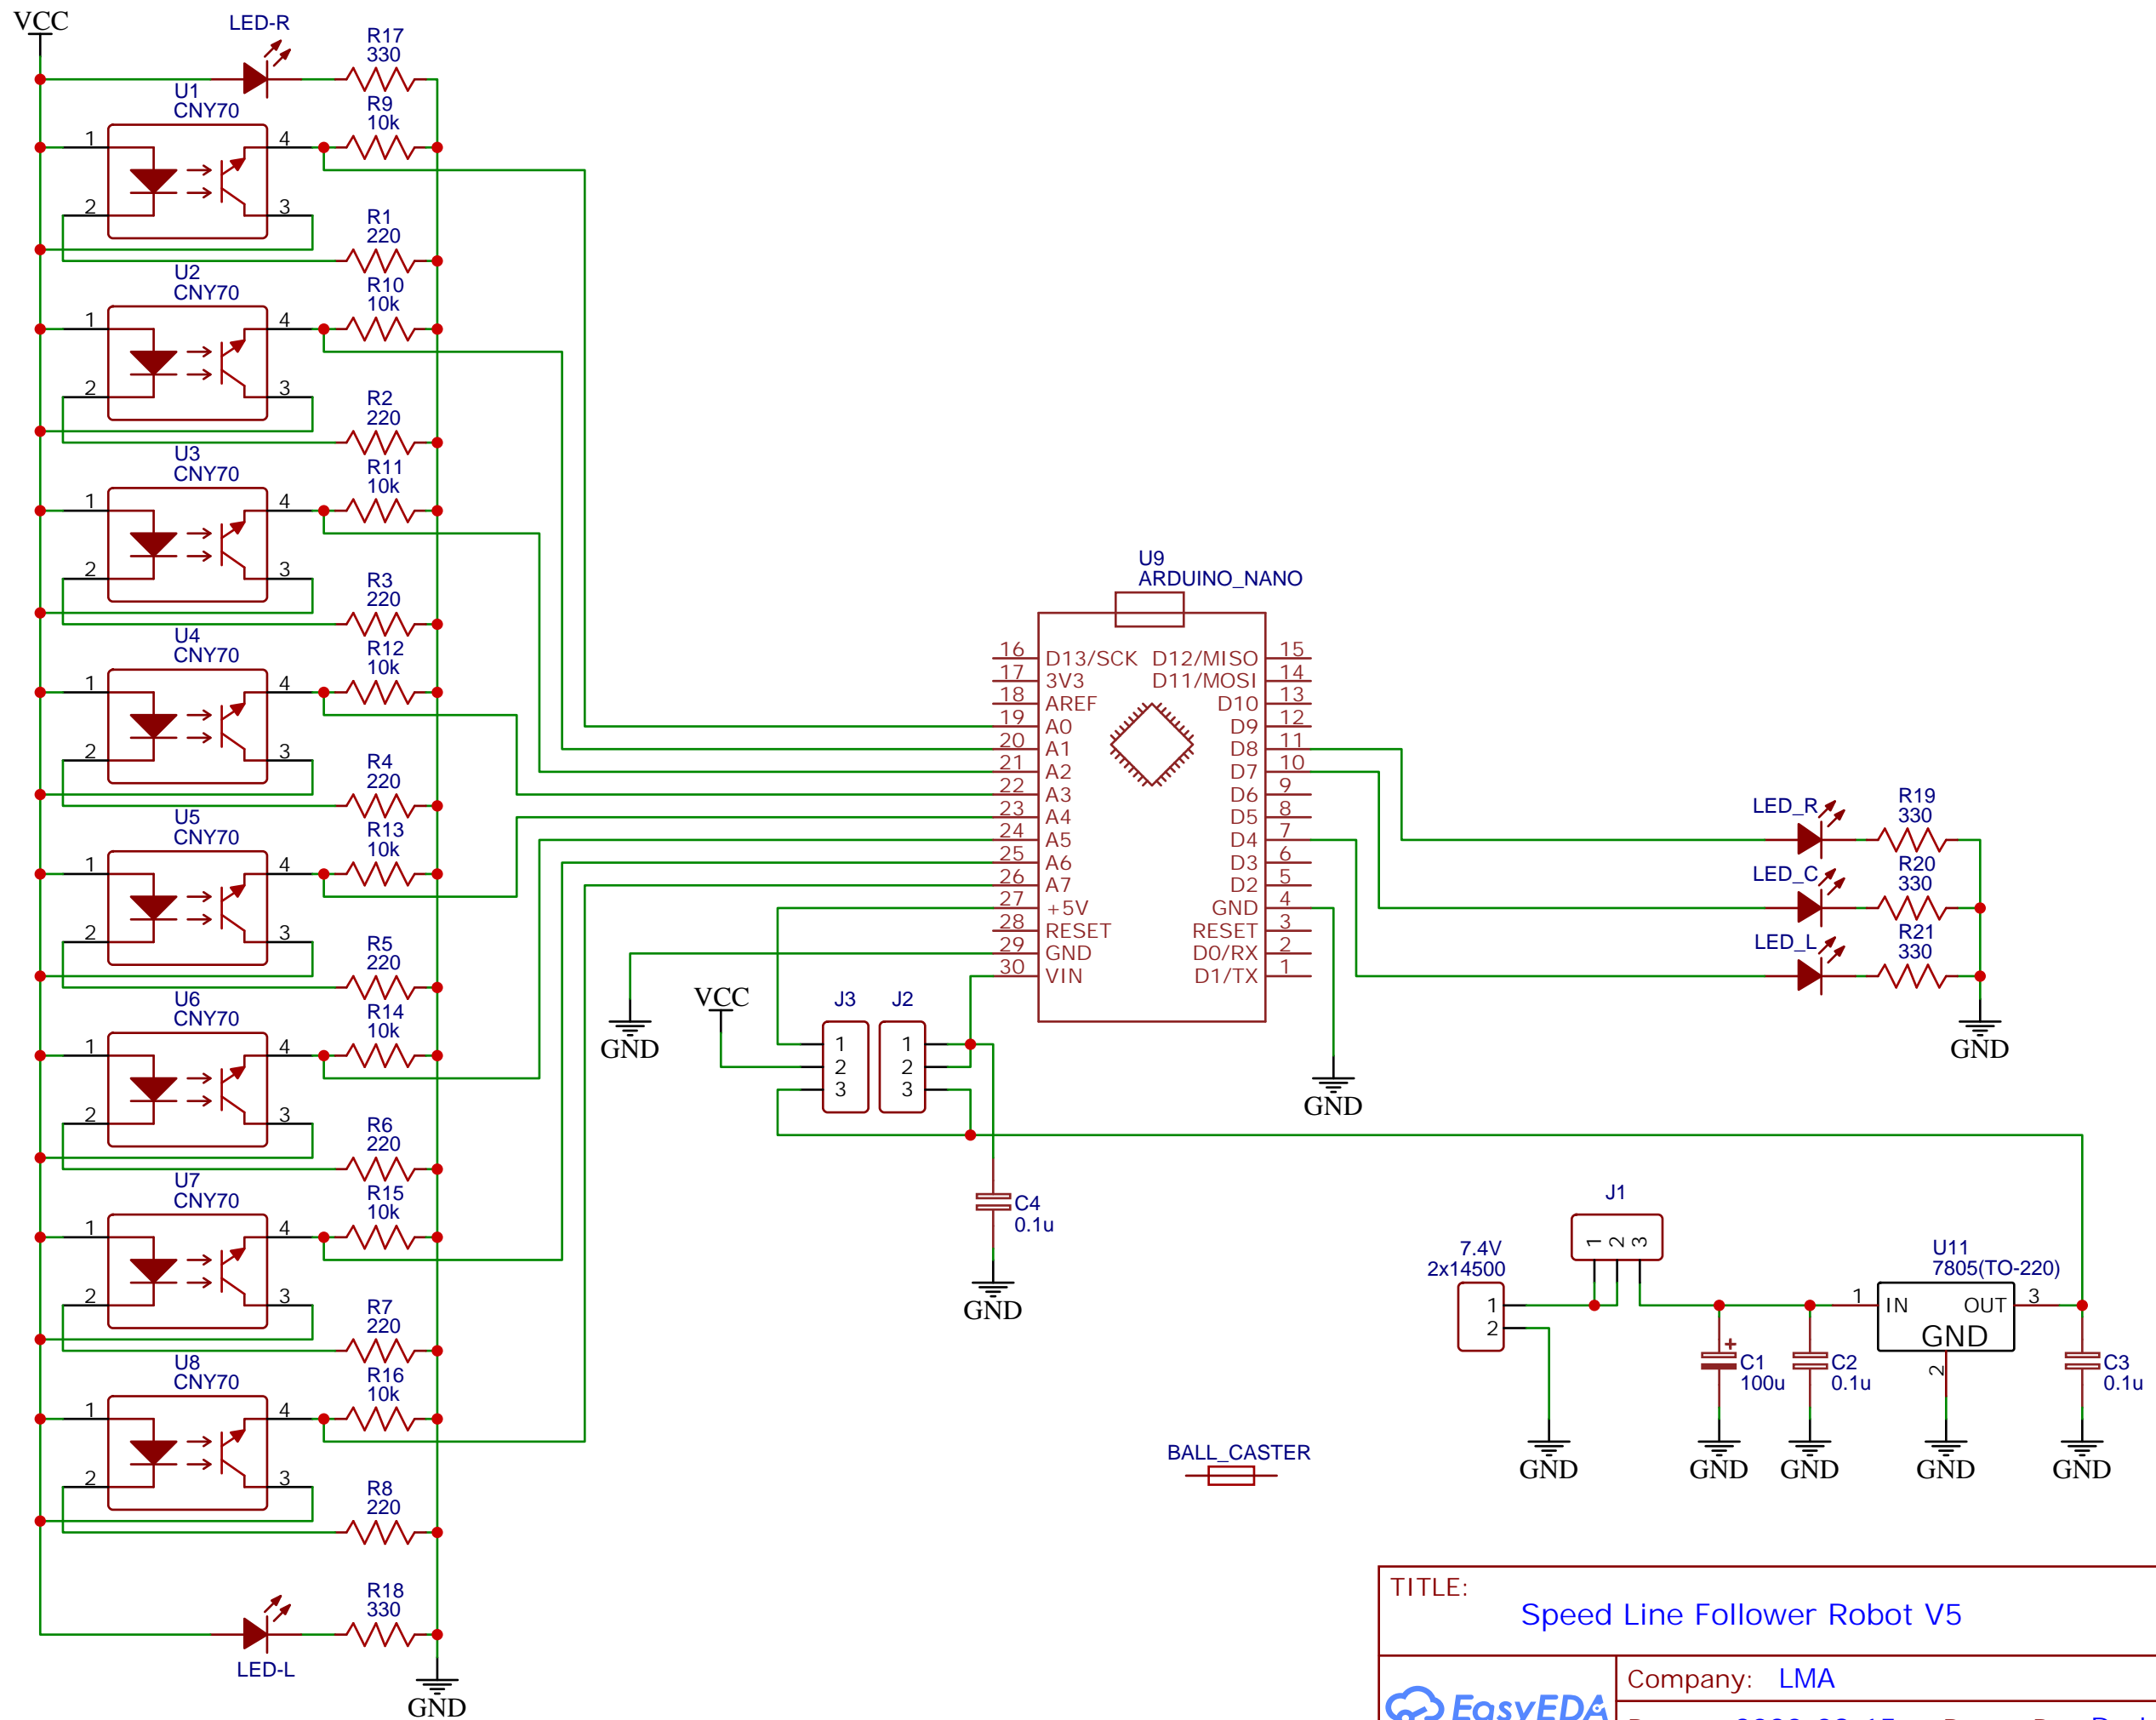 VCC
LED-R
R17
330
U1
CNY70
R9
10k
1
4
2
3
R1
220
U2
CNY70
R10
10k
1
4
2
3
R2
220
U3
CNY70
R11
10k
1
4
2
3
R3
220
U4
CNY70
R12
10k
1
4
2
3
R4
220
U5
CNY70
R13
10k
1
4
2
3
R5
220
U6
CNY70
R14
10k
1
4
2
3
R6
220
U7
CNY70
R15
10k
1
4
2
3
R7
220
U8
CNY70
R16
10k
1
4
2
3
R8
220
R18
330
LED-L
GND
U9
ARDUINO_NANO
16 D13/SCK D12/MISO 15
17 3V3 D11/MOSI 14
18 AREF D10 13
19 A0 D9 12
20 A1 D8 11
21 A2 D7 10
22 A3 D6 9
23 A4 D5 8
24 A5 D4 7
25 A6 D3 6
26 A7 D2 5
27 +5V GND 4
28 RESET RESET 3
29 GND D0/RX 2
30 VIN D1/TX 1
GND
VCC
J3
1
2
3
J2
1
2
3
GND
C4
0.1u
GND
LED_R
R19
330
LED_C
R20
330
LED_L
R21
330
GND
J1
1 2 3
7.4V
2x14500
1
2
GND
C1
100u
GND
C2
0.1u
GND
U11
7805(TO-220)
1 IN OUT 3
GND
2
GND
C3
0.1u
GND
BALL_CASTER
TITLE:
Speed Line Follower Robot V5
EasyEDA
Company: LMA